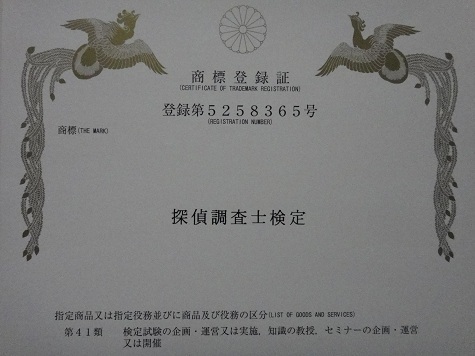 商標登録証
(CERTIFICATE OF TRADEMARK REGISTRATION)
登録第5258365号
(REGISTRATION NUMBER)
商標(THE MARK)
探偵調査士検定
指定商品又は指定役務並びに商品及び役務の区分(LIST OF GOODS AND SERVICES)
第41類 検定試験の企画・運営又は実施,知識の教授,セミナーの企画・運営
又は開催